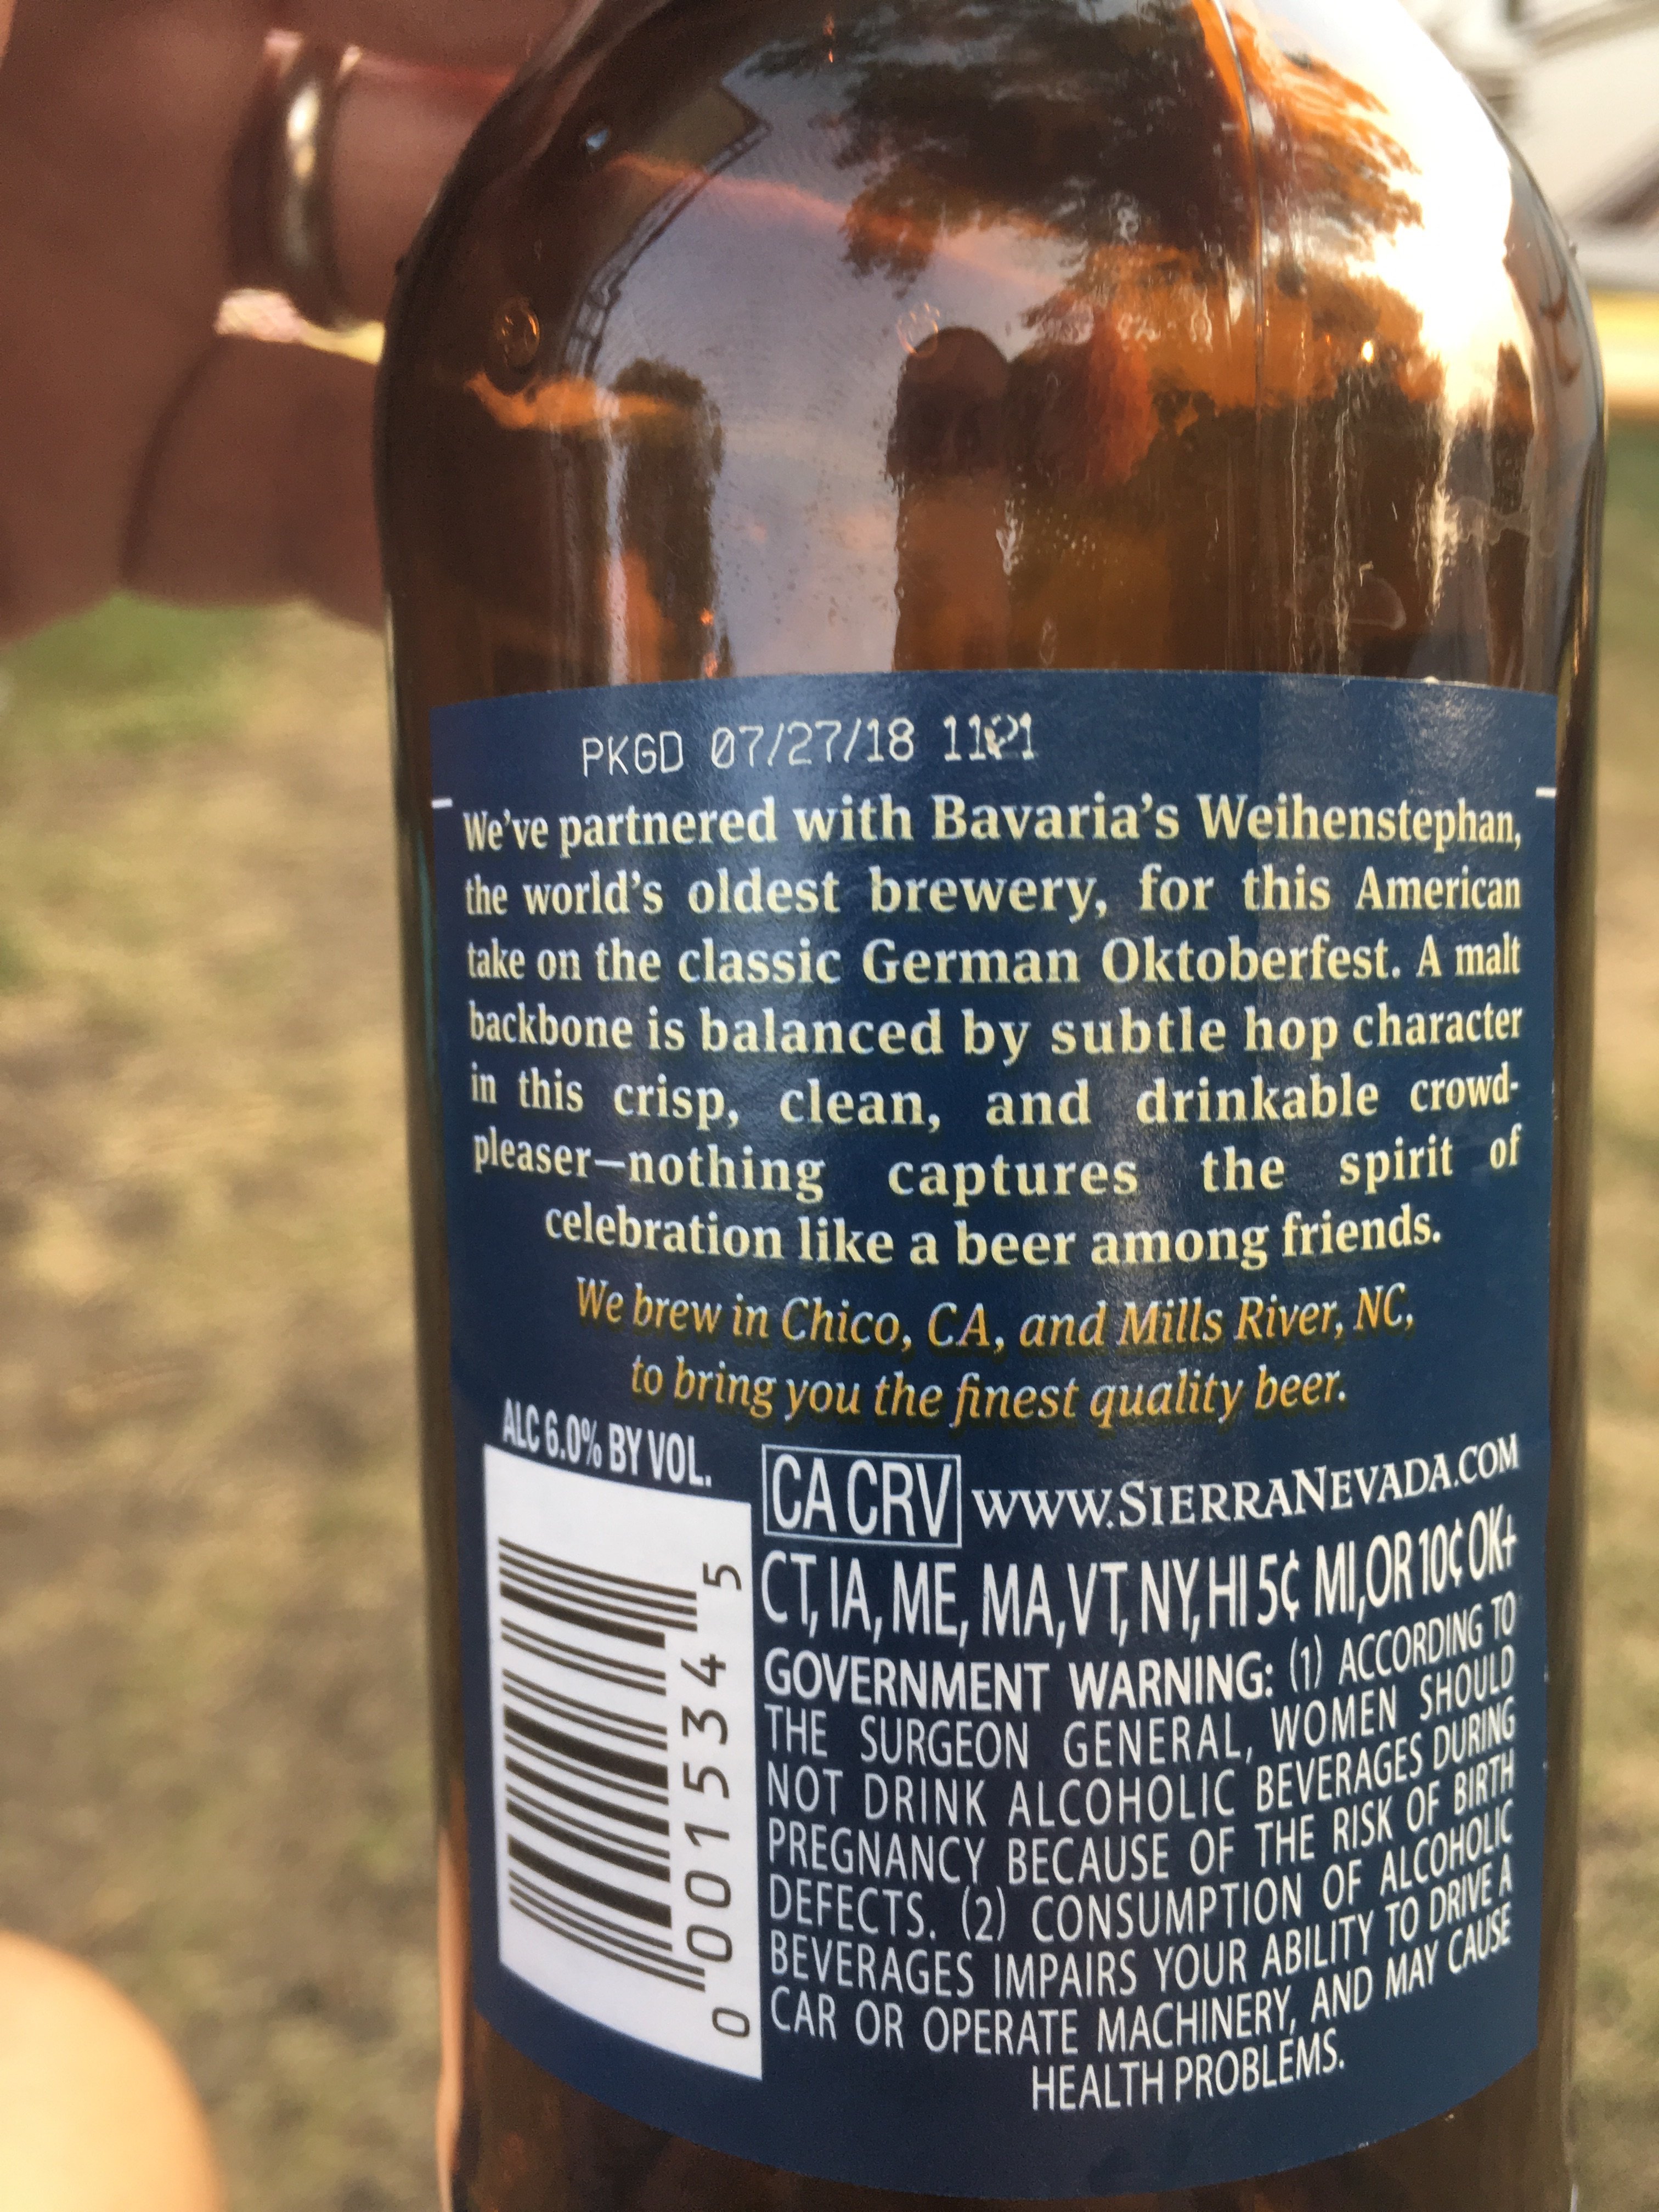 PKGD 07/27/18 1121
We've partnered with Bavaria's Weihenstephan,
the world's oldest brewery, for this American
take on the classic German Oktoberfest. A malt
backbone is balanced by subtle hop character
in this crisp, clean, and drinkable crowd-
pleaser—nothing captures the spirit of
celebration like a beer among friends.
We brew in Chico, CA, and Mills River, NC,
to bring you the finest quality beer.
ALC 6.0% BY VOL.
0 001534 5
CA CRV www.SierraNevada.com
CT, IA, ME, MA, VT, NY, HI 5¢ MI, OR 10¢ OK+
GOVERNMENT WARNING: (1) ACCORDING TO
THE SURGEON GENERAL, WOMEN SHOULD
NOT DRINK ALCOHOLIC BEVERAGES DURING
PREGNANCY BECAUSE OF THE RISK OF BIRTH
DEFECTS. (2) CONSUMPTION OF ALCOHOLIC
BEVERAGES IMPAIRS YOUR ABILITY TO DRIVE A
CAR OR OPERATE MACHINERY, AND MAY CAUSE
HEALTH PROBLEMS.